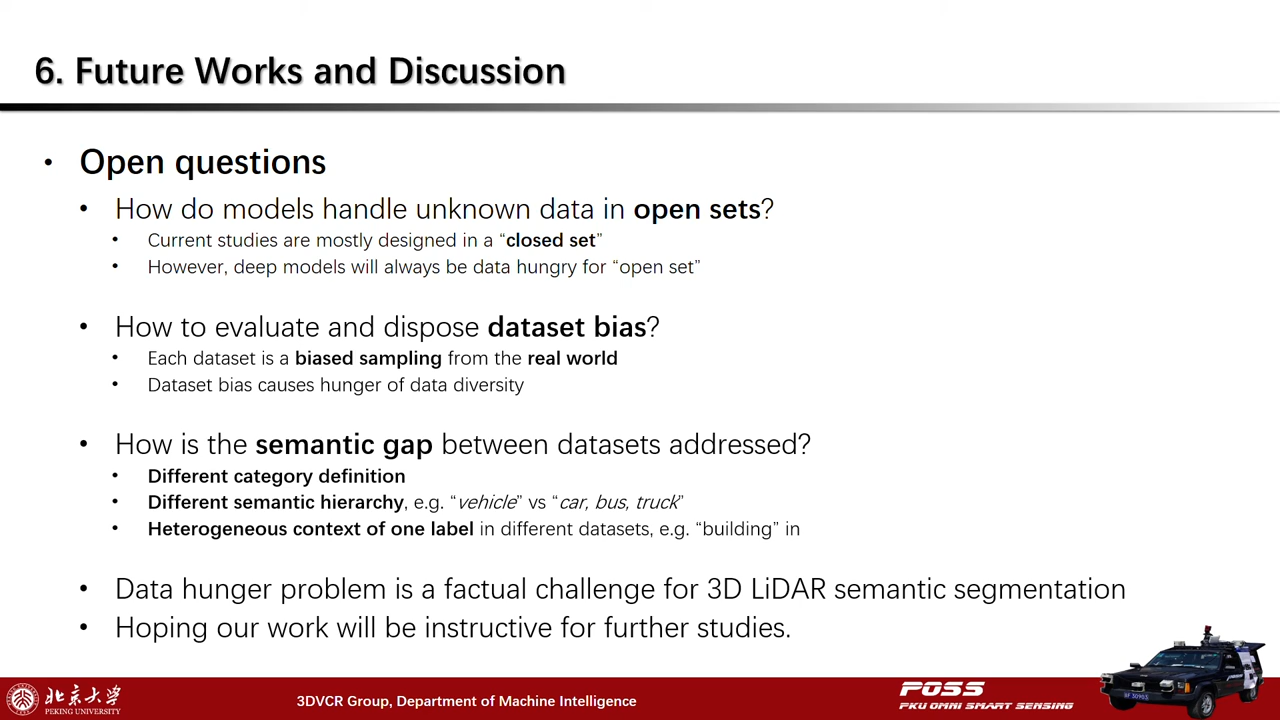 6. Future Works and Discussion
• Open questions
• How do models handle unknown data in open sets?
• Current studies are mostly designed in a “closed set”
• However, deep models will always be data hungry for “open set”
• How to evaluate and dispose dataset bias?
• Each dataset is a biased sampling from the real world
• Dataset bias causes hunger of data diversity
• How is the semantic gap between datasets addressed?
• Different category definition
• Different semantic hierarchy, e.g. “vehicle” vs “car, bus, truck”
• Heterogeneous context of one label in different datasets, e.g. “building” in
• Data hunger problem is a factual challenge for 3D LiDAR semantic segmentation
• Hoping our work will be instructive for further studies.
北京大学
PEKING UNIVERSITY
3DVCR Group, Department of Machine Intelligence
POSS
PKU OMNI SMART SENSING